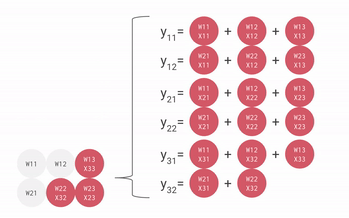 y11= W11 X11 + W12 X12 + W13 X13
y12= W21 X11 + W22 X12 + W23 X13
y21= W11 X21 + W12 X22 + W13 X23
y22= W21 X21 + W22 X22 + W23 X23
y31= W11 X31 + W12 X32 + W13 X33
y32= W21 X31 + W22 X32
W11 W12 W13 X33
W21 W22 X32 W23 X23